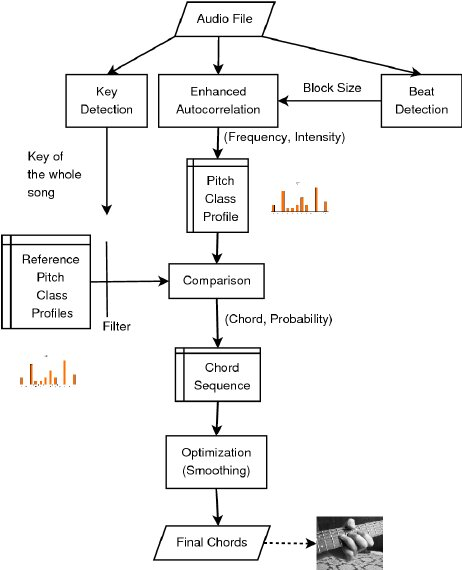 Audio File
Key
Detection
Enhanced
Autocorrelation
Block Size
Beat
Detection
(Frequency, Intensity)
Key of
the whole
song
Pitch
Class
Profile
Reference
Pitch
Class
Profiles
Filter
Comparison
(Chord, Probability)
Chord
Sequence
Optimization
(Smoothing)
Final Chords